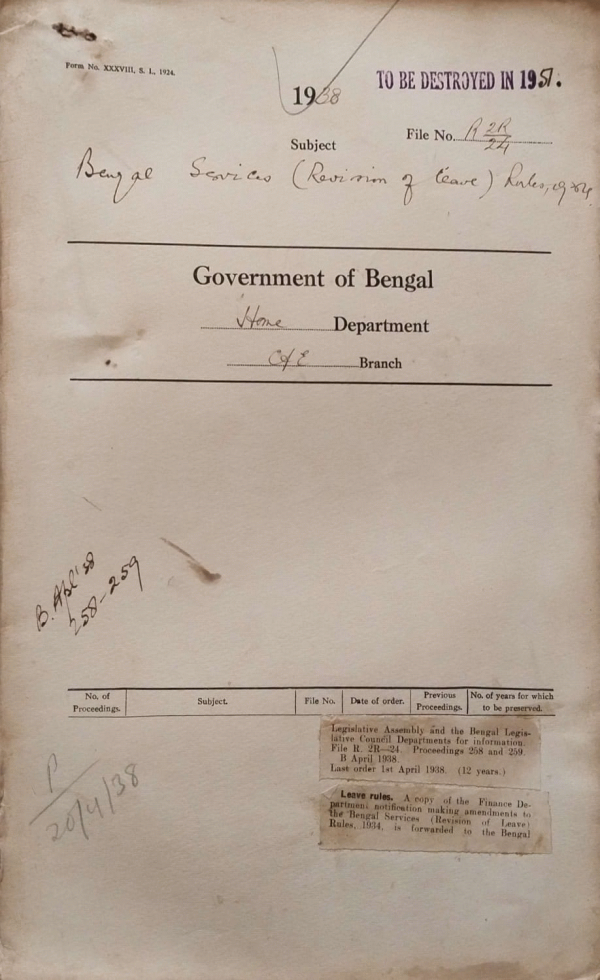 Form No. XXXVIII, S. I., 1924.
1938
TO BE DESTROYED IN 1951.
Subject
File No. R 2R/24
Bengal Services (Revision of Leave) Rules, 1934.
Government of Bengal
Home Department
C&E Branch
B. Apl '38
258-259
No. of Proceedings. Subject. File No. Date of order. Previous Proceedings. No. of years for which to be preserved.
Legislative Assembly and the Bengal Legis-
lative Council Departments for information.
File R. 2R-24. Proceedings 258 and 259.
B April 1938.
Last order 1st April 1938. (12 years.)
Leave rules. A copy of the Finance De-
partment notification making amendments to
the Bengal Services (Revision of Leave)
Rules, 1934, is forwarded to the Bengal
P
20/4/38